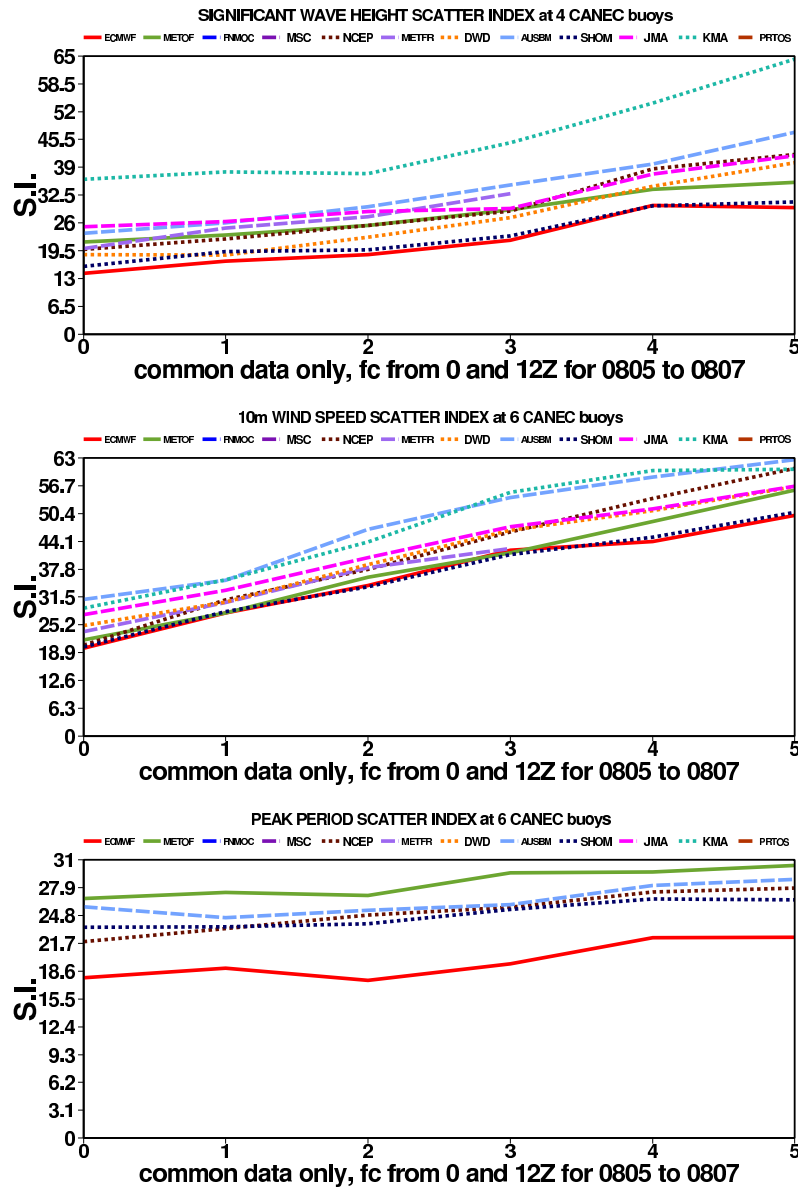 SIGNIFICANT WAVE HEIGHT SCATTER INDEX at 4 CANEC buoys
ECMWF METOF FNMOC MSC NCEP METFR DWD AUSBM SHOM JMA KMA PRTOS
65
58.5
52
45.5
39
32.5
26
19.5
13
6.5
0
S.I.
0 1 2 3 4 5
common data only, fc from 0 and 12Z for 0805 to 0807
10m WIND SPEED SCATTER INDEX at 6 CANEC buoys
ECMWF METOF FNMOC MSC NCEP METFR DWD AUSBM SHOM JMA KMA PRTOS
63
56.7
50.4
44.1
37.8
31.5
25.2
18.9
12.6
6.3
0
S.I.
0 1 2 3 4 5
common data only, fc from 0 and 12Z for 0805 to 0807
PEAK PERIOD SCATTER INDEX at 6 CANEC buoys
ECMWF METOF FNMOC MSC NCEP METFR DWD AUSBM SHOM JMA KMA PRTOS
31
27.9
24.8
21.7
18.6
15.5
12.4
9.3
6.2
3.1
0
S.I.
0 1 2 3 4 5
common data only, fc from 0 and 12Z for 0805 to 0807